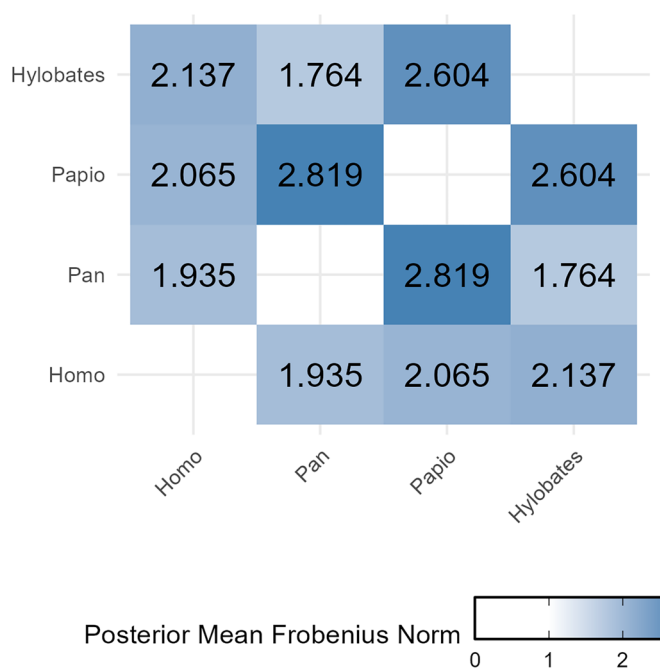 Hylobates 2.137 1.764 2.604
Papio 2.065 2.819 2.604
Pan 1.935 2.819 1.764
Homo 1.935 2.065 2.137
Homo Pan Papio Hylobates
Posterior Mean Frobenius Norm
0 1 2